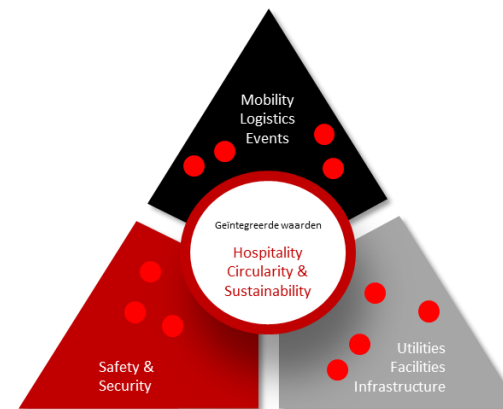 Mobility
Logistics
Events
Geïntegreerde waarden
Hospitality
Circularity &
Sustainability
Safety &
Security
Utilities
Facilities
Infrastructure